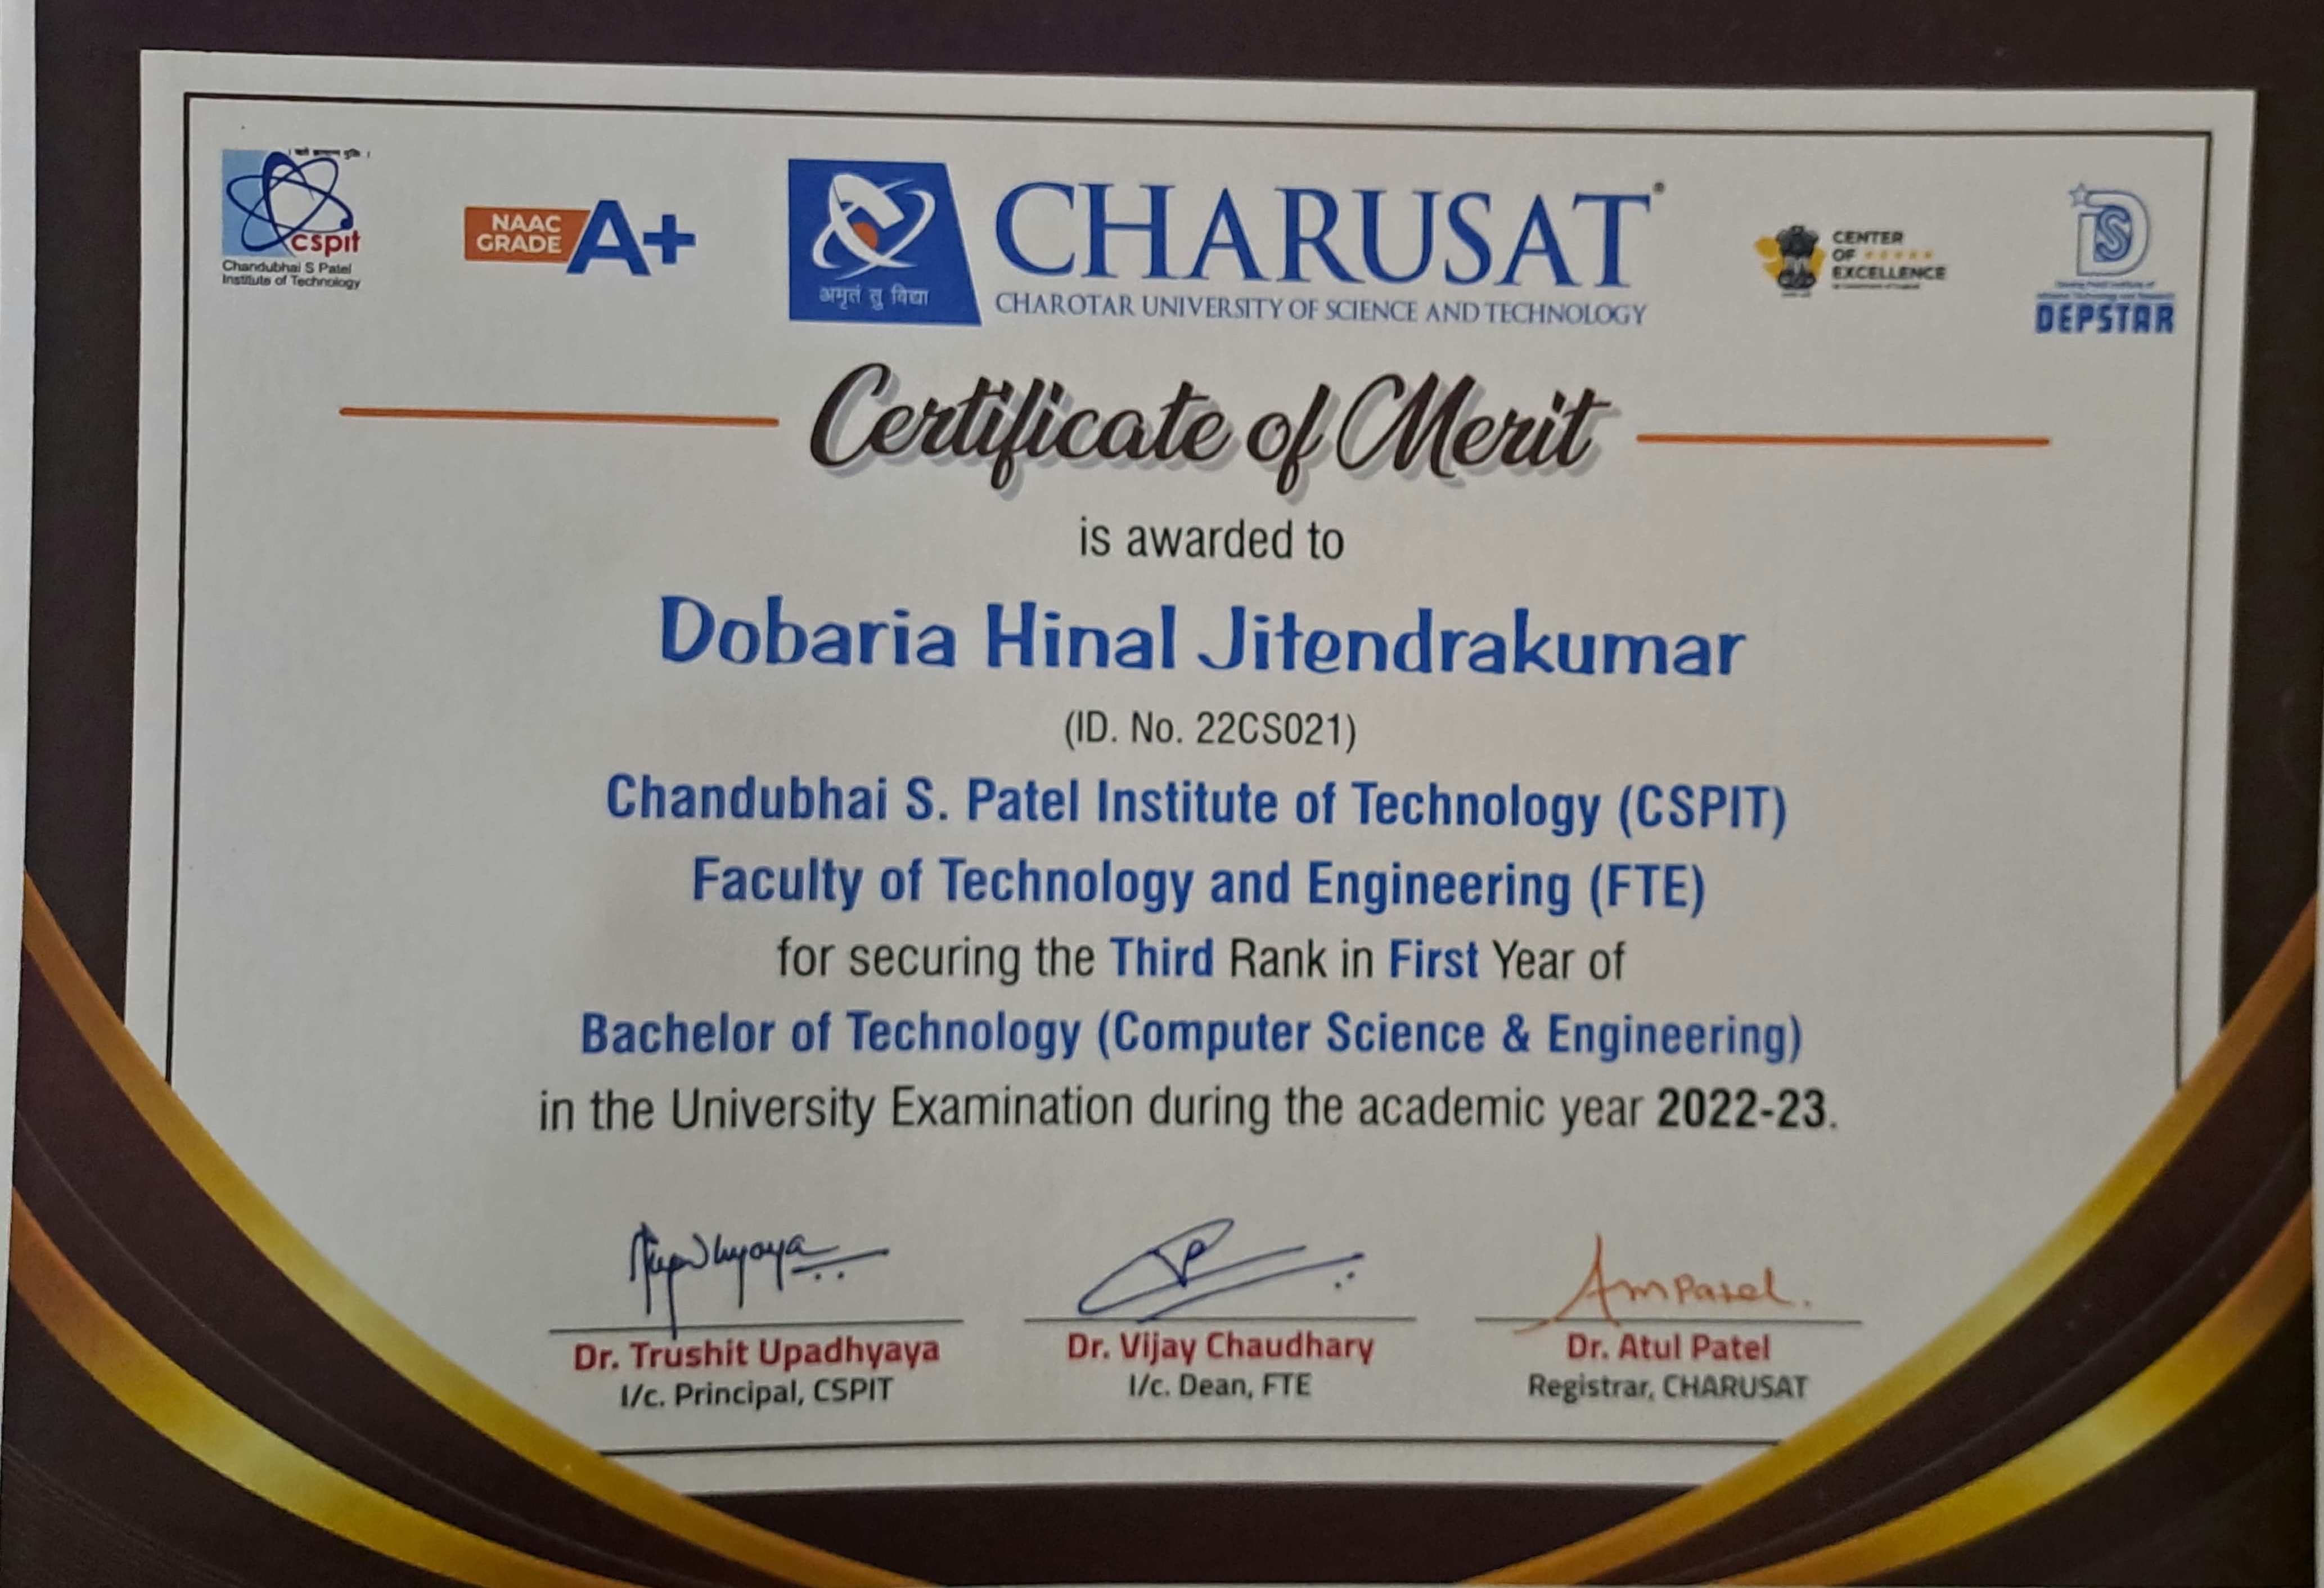 cspit
Chandubhai S Patel
Institute of Technology
NAAC
GRADE A+
अमृतं तु विद्या
CHARUSAT
CHAROTAR UNIVERSITY OF SCIENCE AND TECHNOLOGY
CENTER
OF
EXCELLENCE
DEPSTAR
Certificate of Merit
is awarded to
Dobaria Hinal Jitendrakumar
(ID. No. 22CS021)
Chandubhai S. Patel Institute of Technology (CSPIT)
Faculty of Technology and Engineering (FTE)
for securing the Third Rank in First Year of
Bachelor of Technology (Computer Science & Engineering)
in the University Examination during the academic year 2022-23.
AmPatel.
Dr. Trushit Upadhyaya
I/c. Principal, CSPIT
Dr. Vijay Chaudhary
I/c. Dean, FTE
Dr. Atul Patel
Registrar, CHARUSAT